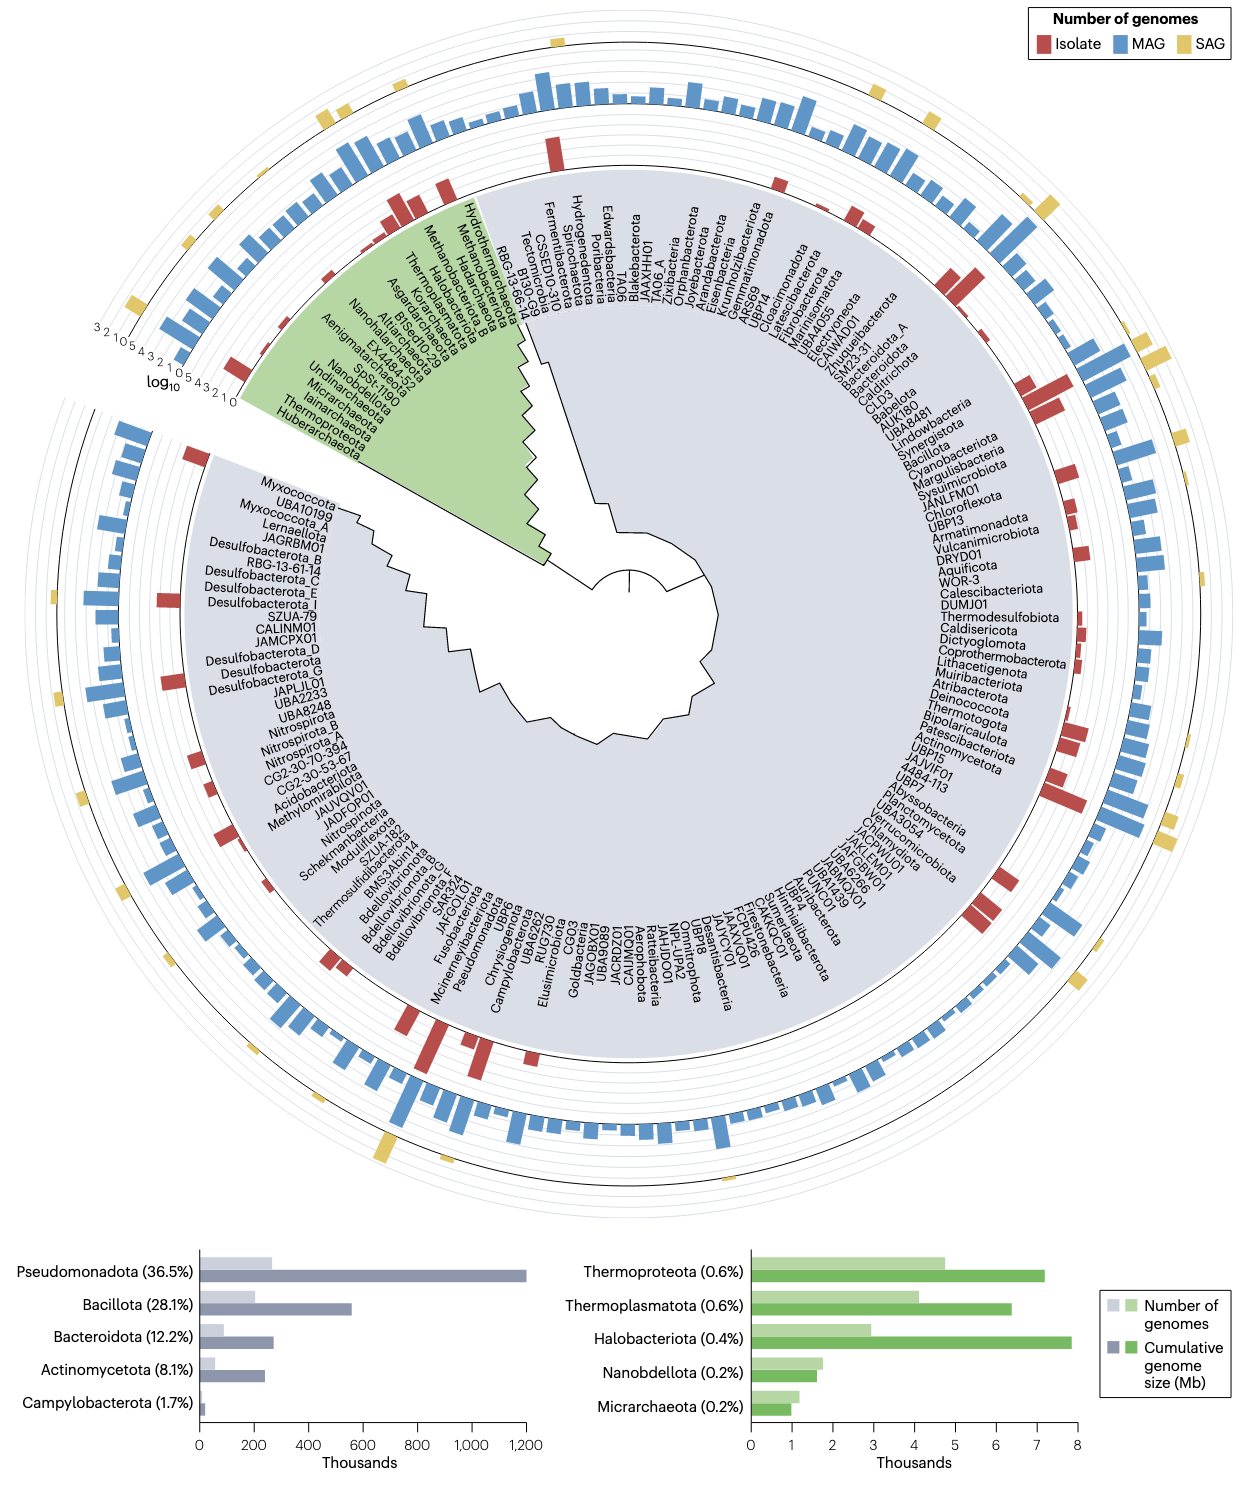 Number of genomes
Isolate
MAG
SAG
3 2 1 0 5 4 3 2 1 0 5 4 3 2 1 0
log10
Huberarchaeota
Thermoproteota
Iainarchaeota
Micrarchaeota
Undinarchaeota
Nanobdellota
SpSt-1190
EX4484-52
Aenigmatarchaeota
Nanohaloarchaeota
Altiarchaeota
B1Sed10-29
Asgardarchaeota
Korarchaeota
Thermoplasmatota
Halobacteriota
Methanobacteriota_B
Hadarchaeota
Methanobacteriota
Hydrothermarchaeota
RBG-13-66-14
B130-G9
Tectomicrobia
CSSED10-310
Fermentibacterota
Spirochaetota
Hydrogenedentota
Poribacteria
Edwardsbacteria
TA06
Blakebacterota
JAAXHH01
TA06_A
Zixibacteria
Orphanbacterota
Joyebacterota
Krandabacterota
Eisenbacteria
Krumholzibacteriota
Gemmatimonadota
ARS69
UBP14
Cloacimonadota
Latescibacterota
Fibrobacterota
Marinisomatota
UBA4055
Electryoneota
CAIWAD01
Zhuqueibacterota
SM23-31
Bacteroidota_A
Bacteroidota
Calditrichota
CLD3
Babelota
AUK180
UBA8481
Lindowbacteria
Synergistota
Bacillota
Cyanobacteriota
Margulisbacteria
Sysuimicrobiota
JANLFM01
Chloroflexota
UBP13
Armatimonadota
Vulcanimicrobiota
DRYD01
Aquificota
WOR-3
Calescibacteriota
DUMJ01
Thermodesulfobiota
Caldisericota
Dictyoglomota
Coprothermobacterota
Lithacetigenota
Muiribacteriota
Atribacterota
Deinococcota
Thermotogota
Bipolaricaulota
Patescibacteriota
Actinomycetota
UBP15
JAJVIF01
4484-113
UBP7
Abyssobacteria
Planctomycetota
UBA3054
Verrucomicrobiota
Chlamydiota
JACPWU01
JAKLEM01
JAFGBW01
UBA6266
JABMQX01
UBA1439
PUNC01
Auribacterota
UBP4
Hinthialibacterota
Sumerlaeota
CAKKQC01
Firestonebacteria
FCPU426
JAAXVQ01
JAJYCY01
Desantisbacteria
UBP18
Omnitrophota
NPL-UPA2
JAHJDO01
Ratteibacteria
Aerophobota
CAIJMQ01
JACRDZ01
UBA9089
JAGOBX01
Goldbacteria
CG03
Elusimicrobiota
RUG730
UBA6262
Campylobacterota
Chrysiogenota
UBP6
Pseudomonadota
Mcinerneyibacteriota
Fusobacteriota
JAFGOL01
SAR324
Bdellovibrionota_F
Bdellovibrionota_G
Bdellovibrionota_B
Bdellovibrionota
BMS3Abin14
Thermosulfidibacterota
SZUA-182
Moduliflexota
Schekmanbacteria
Nitrospinota
JADFOP01
JAUVQV01
Methylomirabilota
Acidobacteriota
CG2-30-53-67
CG2-30-70-394
Nitrospirota_A
Nitrospirota_B
Nitrospirota
UBA8248
UBA2233
JAPLJL01
Desulfobacterota_G
Desulfobacterota
Desulfobacterota_D
JAMCPX01
CALINM01
SZUA-79
Desulfobacterota_I
Desulfobacterota_E
Desulfobacterota_C
RBG-13-61-14
Desulfobacterota_B
JAGRBM01
Lernaellota
Myxococcota_A
UBA10199
Myxococcota
Pseudomonadota (36.5%)
Bacillota (28.1%)
Bacteroidota (12.2%)
Actinomycetota (8.1%)
Campylobacterota (1.7%)
0 200 400 600 800 1,000 1,200
Thousands
Thermoproteota (0.6%)
Thermoplasmatota (0.6%)
Halobacteriota (0.4%)
Nanobdellota (0.2%)
Micrarchaeota (0.2%)
0 1 2 3 4 5 6 7 8
Thousands
Number of
genomes
Cumulative
genome
size (Mb)